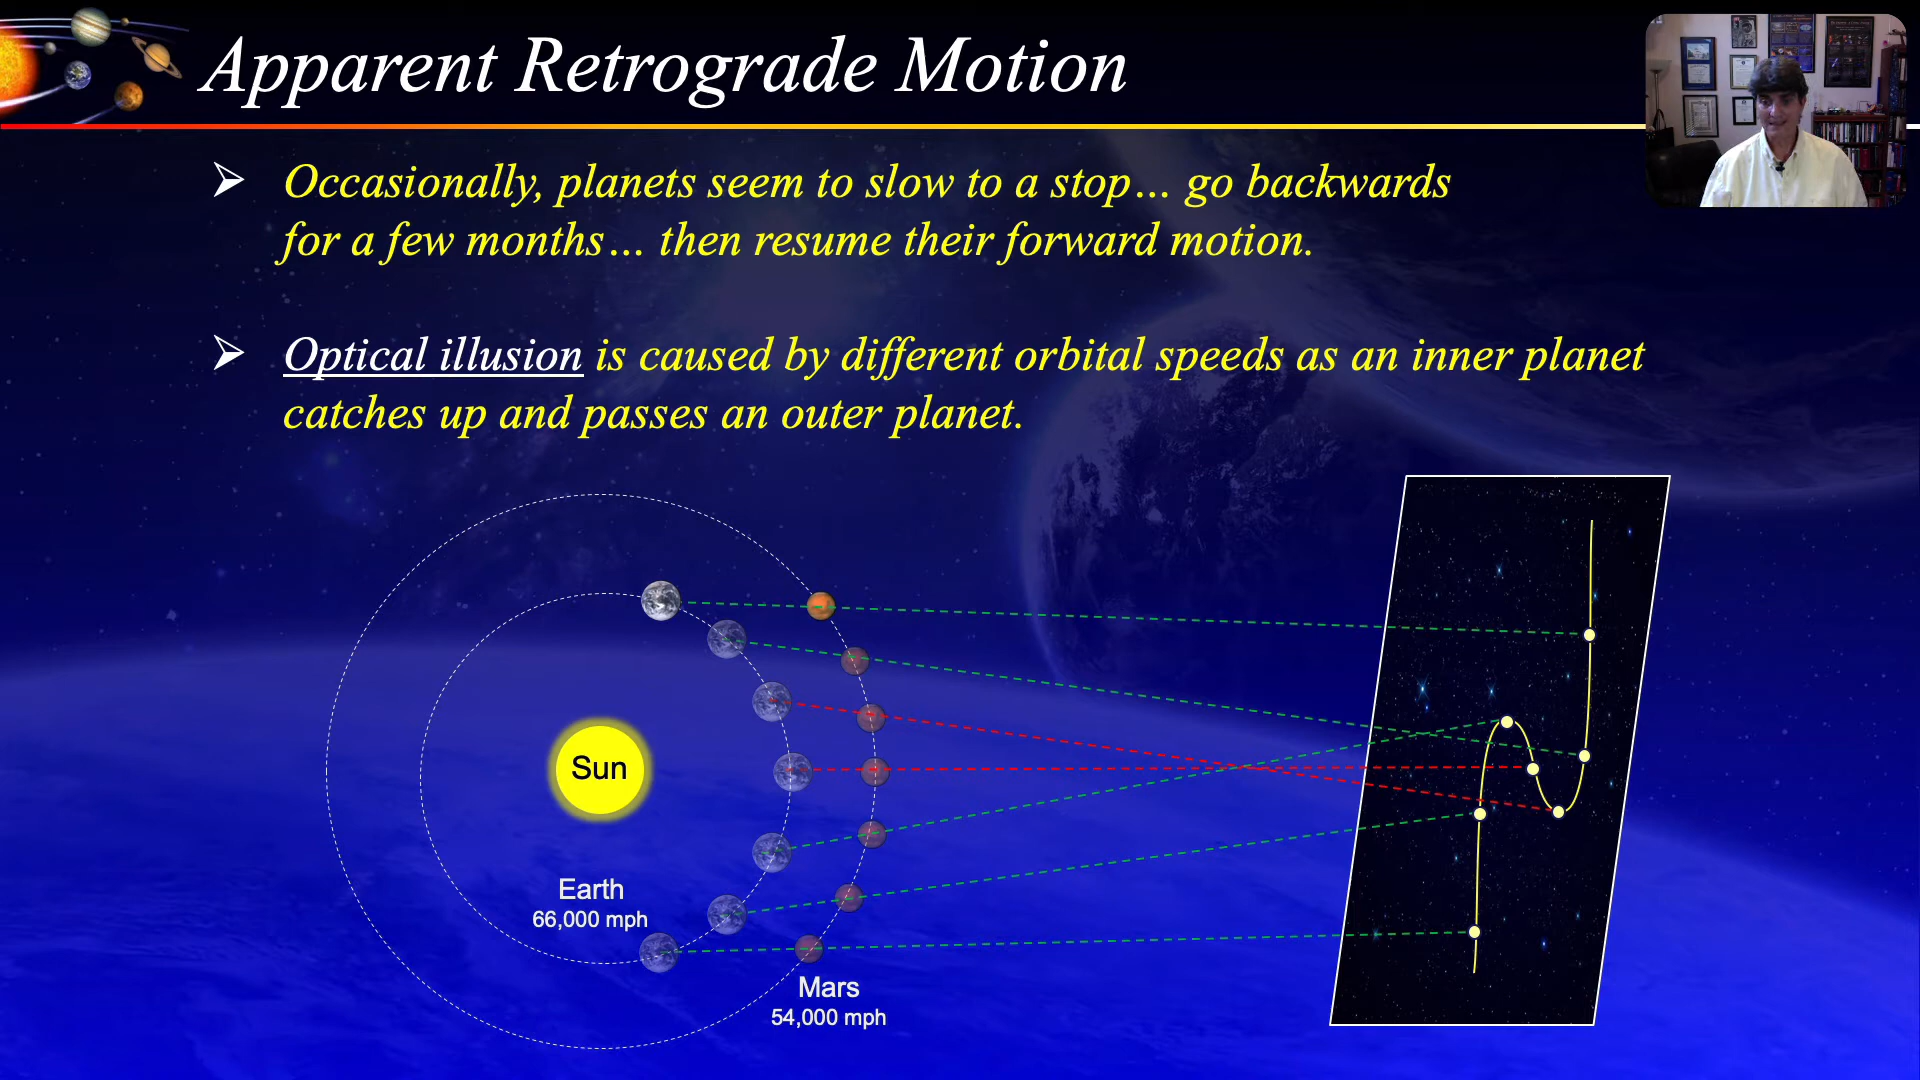 Apparent Retrograde Motion
➢ Occasionally, planets seem to slow to a stop… go backwards
for a few months… then resume their forward motion.
➢ Optical illusion is caused by different orbital speeds as an inner planet
catches up and passes an outer planet.
Sun
Earth
66,000 mph
Mars
54,000 mph